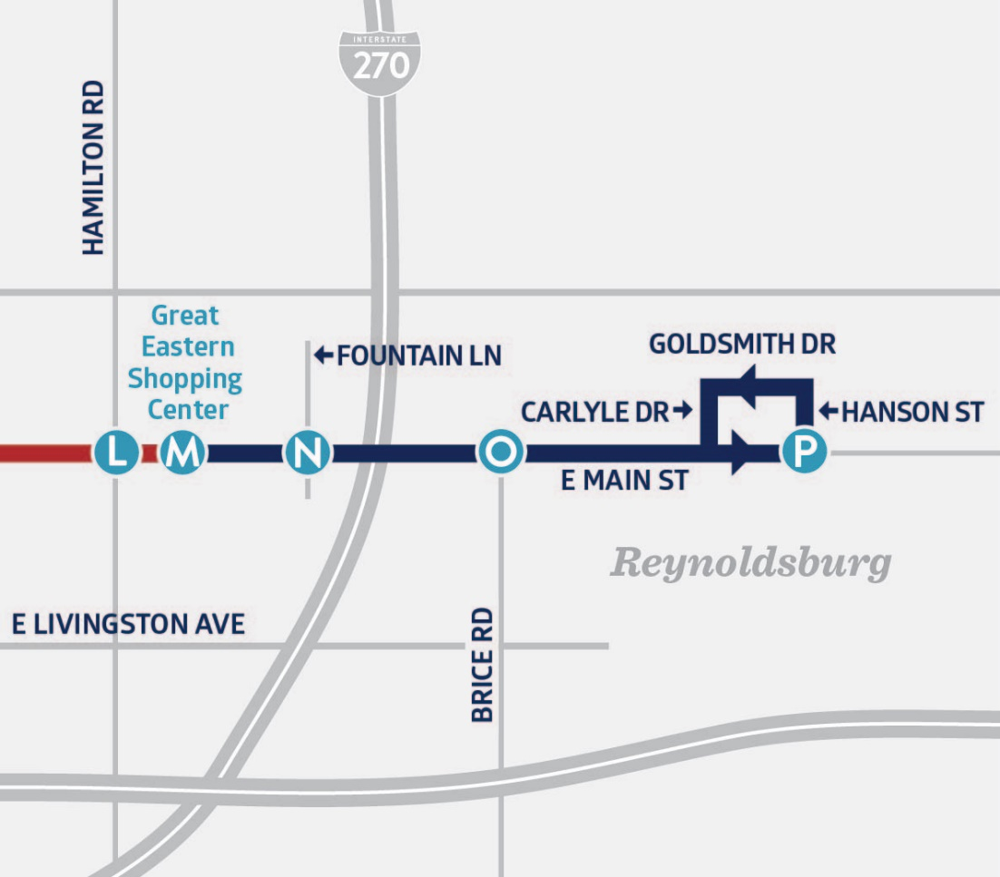 INTERSTATE
270
HAMILTON RD
Great
Eastern
Shopping
Center
←FOUNTAIN LN
GOLDSMITH DR
CARLYLE DR→
←HANSON ST
L
M
N
O
P
E MAIN ST
Reynoldsburg
E LIVINGSTON AVE
BRICE RD